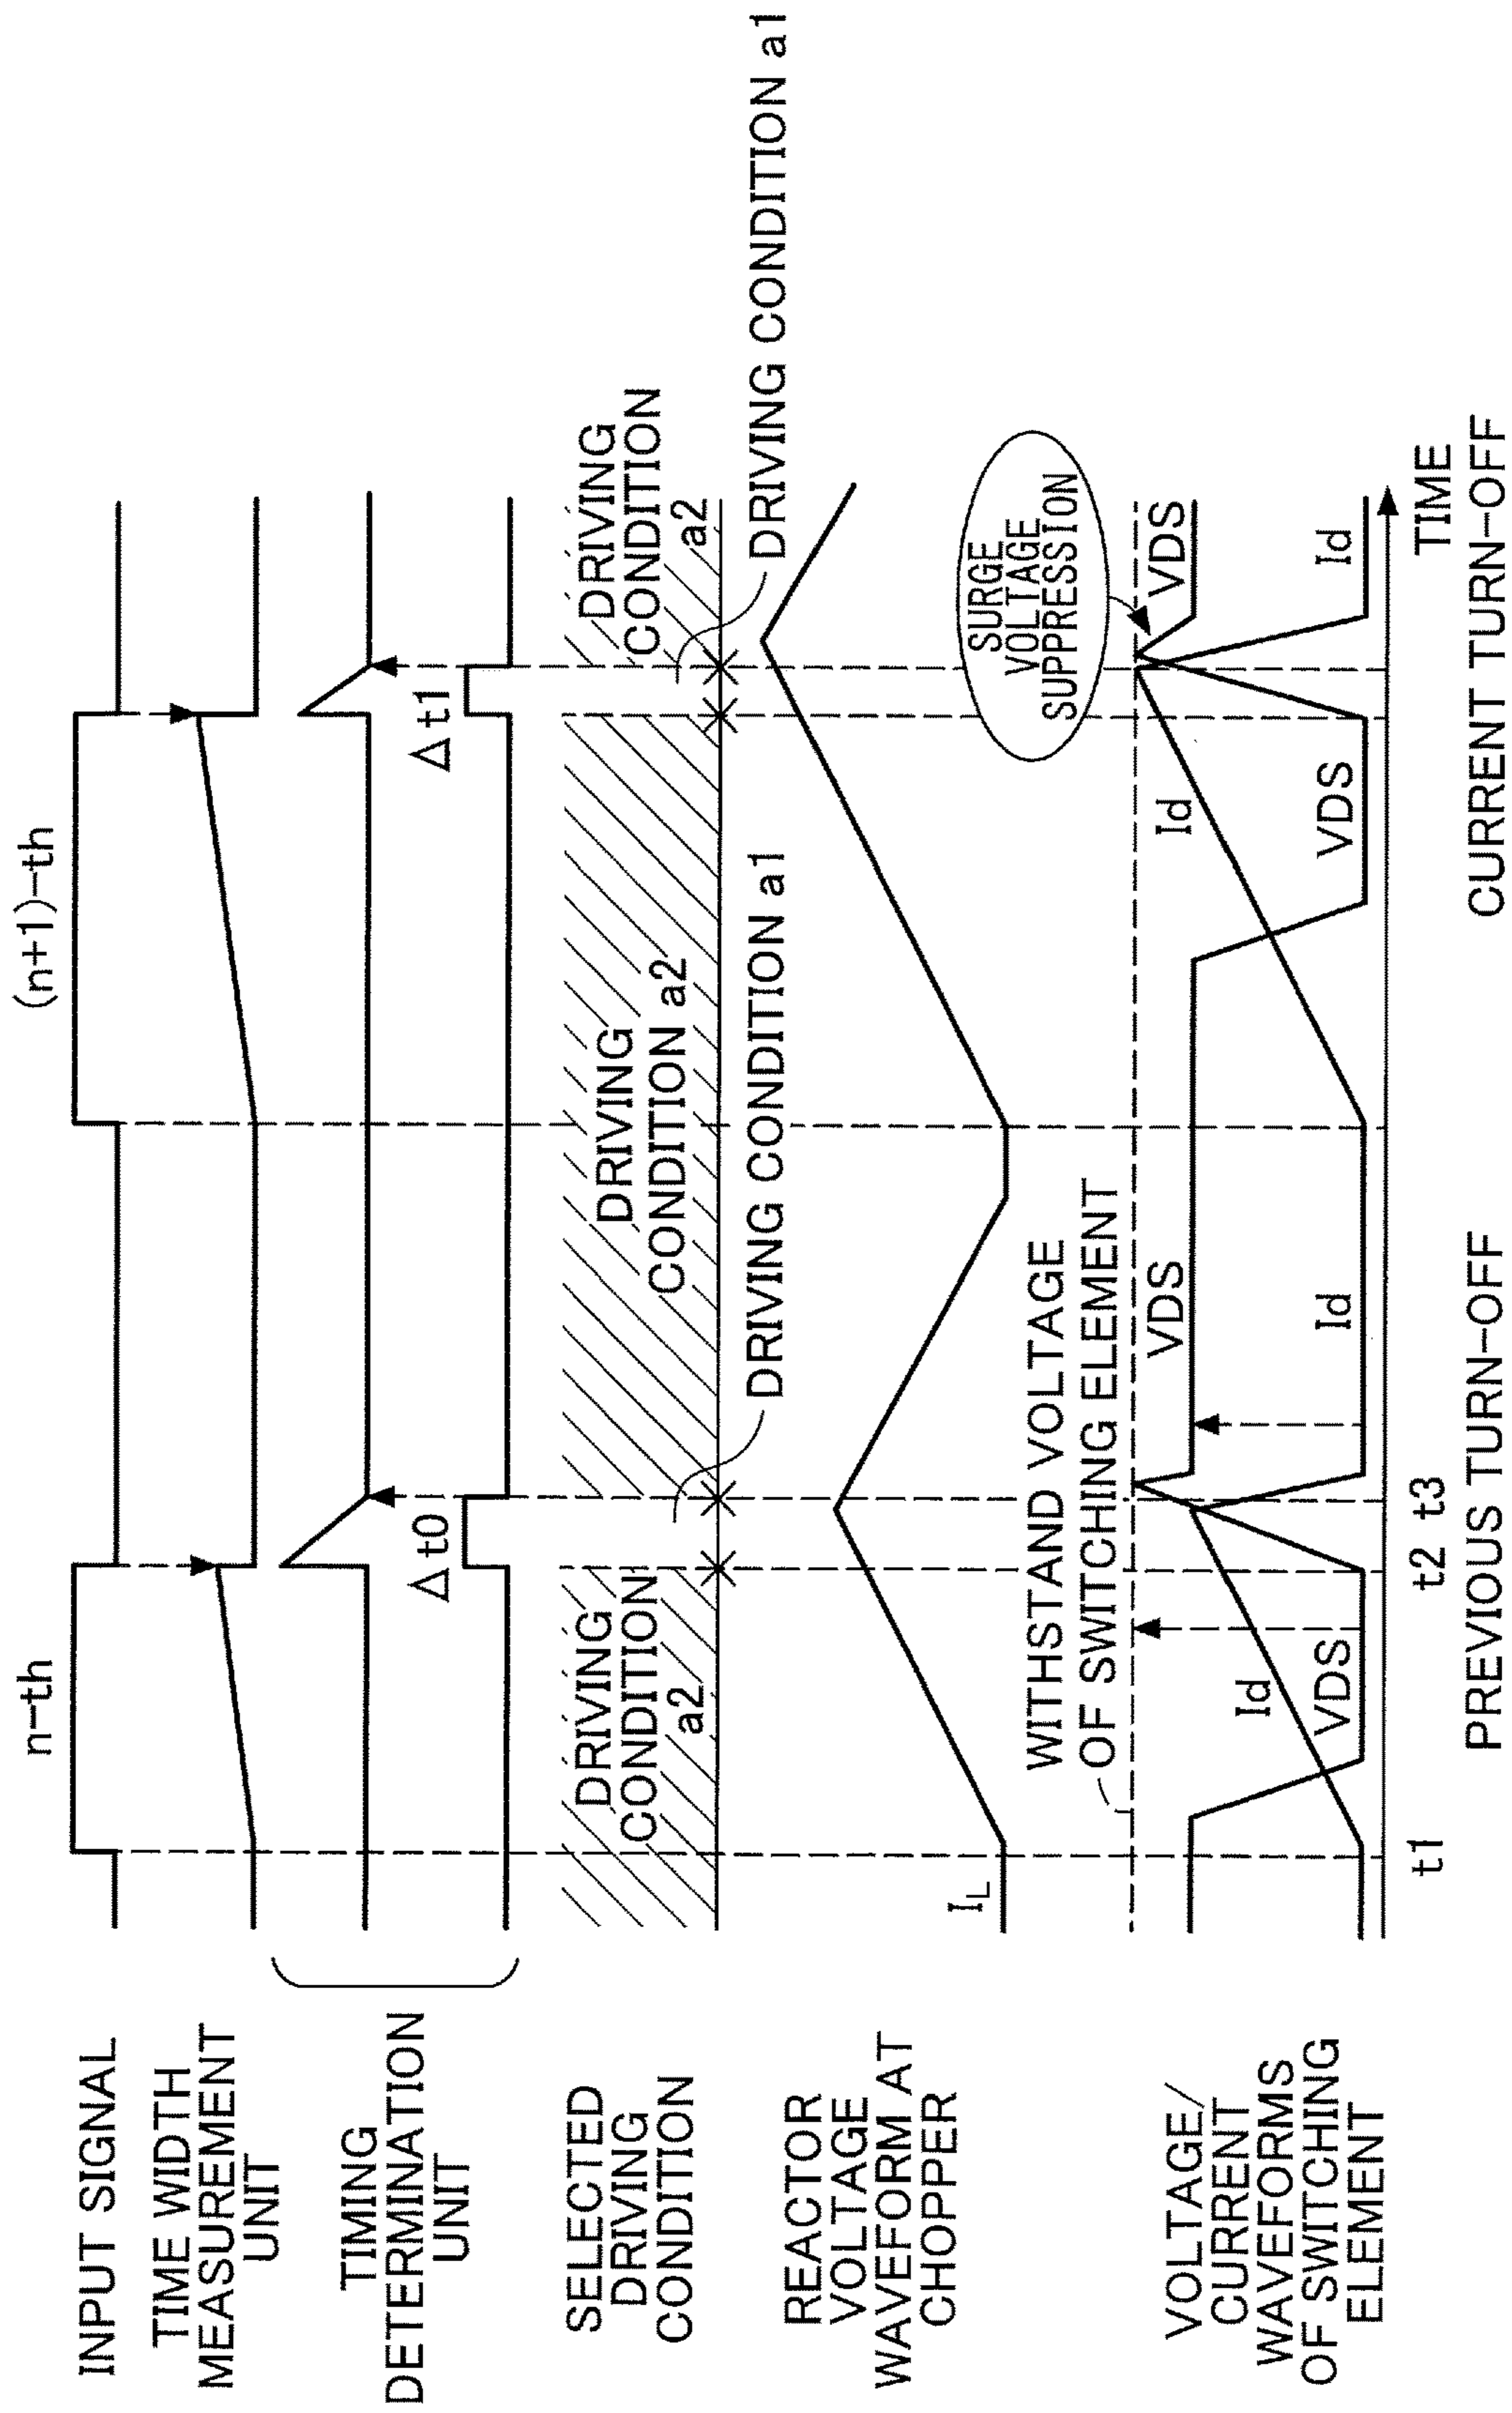 INPUT SIGNAL
n-th
(n+1)-th
TIME WIDTH
MEASUREMENT
UNIT
TIMING
DETERMINATION
UNIT
Δt0
Δt1
SELECTED
DRIVING
CONDITION
DRIVING
CONDITION
a2
DRIVING
CONDITION a2
DRIVING
CONDITION
a2
DRIVING CONDITION a1
DRIVING CONDITION a1
REACTOR
VOLTAGE
WAVEFORM AT
CHOPPER
IL
WITHSTAND VOLTAGE
OF SWITCHING ELEMENT
SURGE
VOLTAGE
SUPPRESSION
VOLTAGE/
CURRENT
WAVEFORMS
OF SWITCHING
ELEMENT
Id
VDS
VDS
Id
Id
VDS
VDS
Id
t1
t2
t3
TIME
PREVIOUS TURN-OFF
CURRENT TURN-OFF